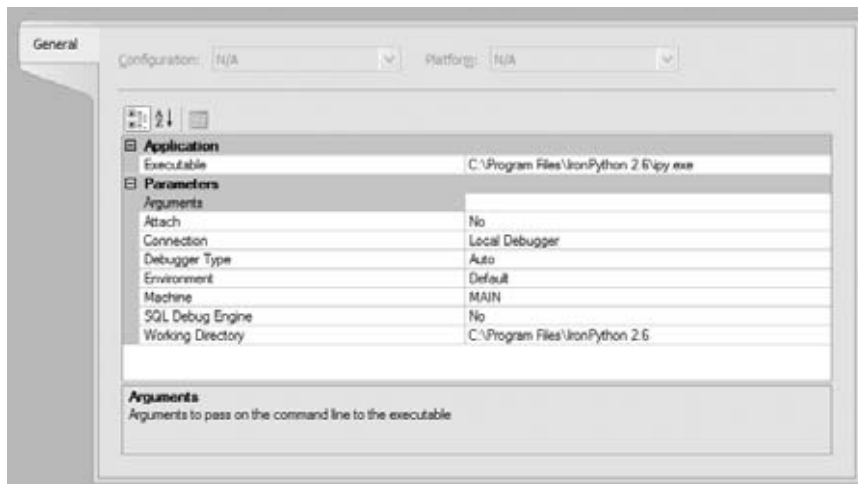 General
Configuration: N/A Platform: N/A
Application
Executable C:\Program Files\IronPython 2.6\ipy.exe
Parameters
Arguments
Attach No
Connection Local Debugger
Debugger Type Auto
Environment Default
Machine MAIN
SQL Debug Engine No
Working Directory C:\Program Files\IronPython 2.6
Arguments
Arguments to pass on the command line to the executable